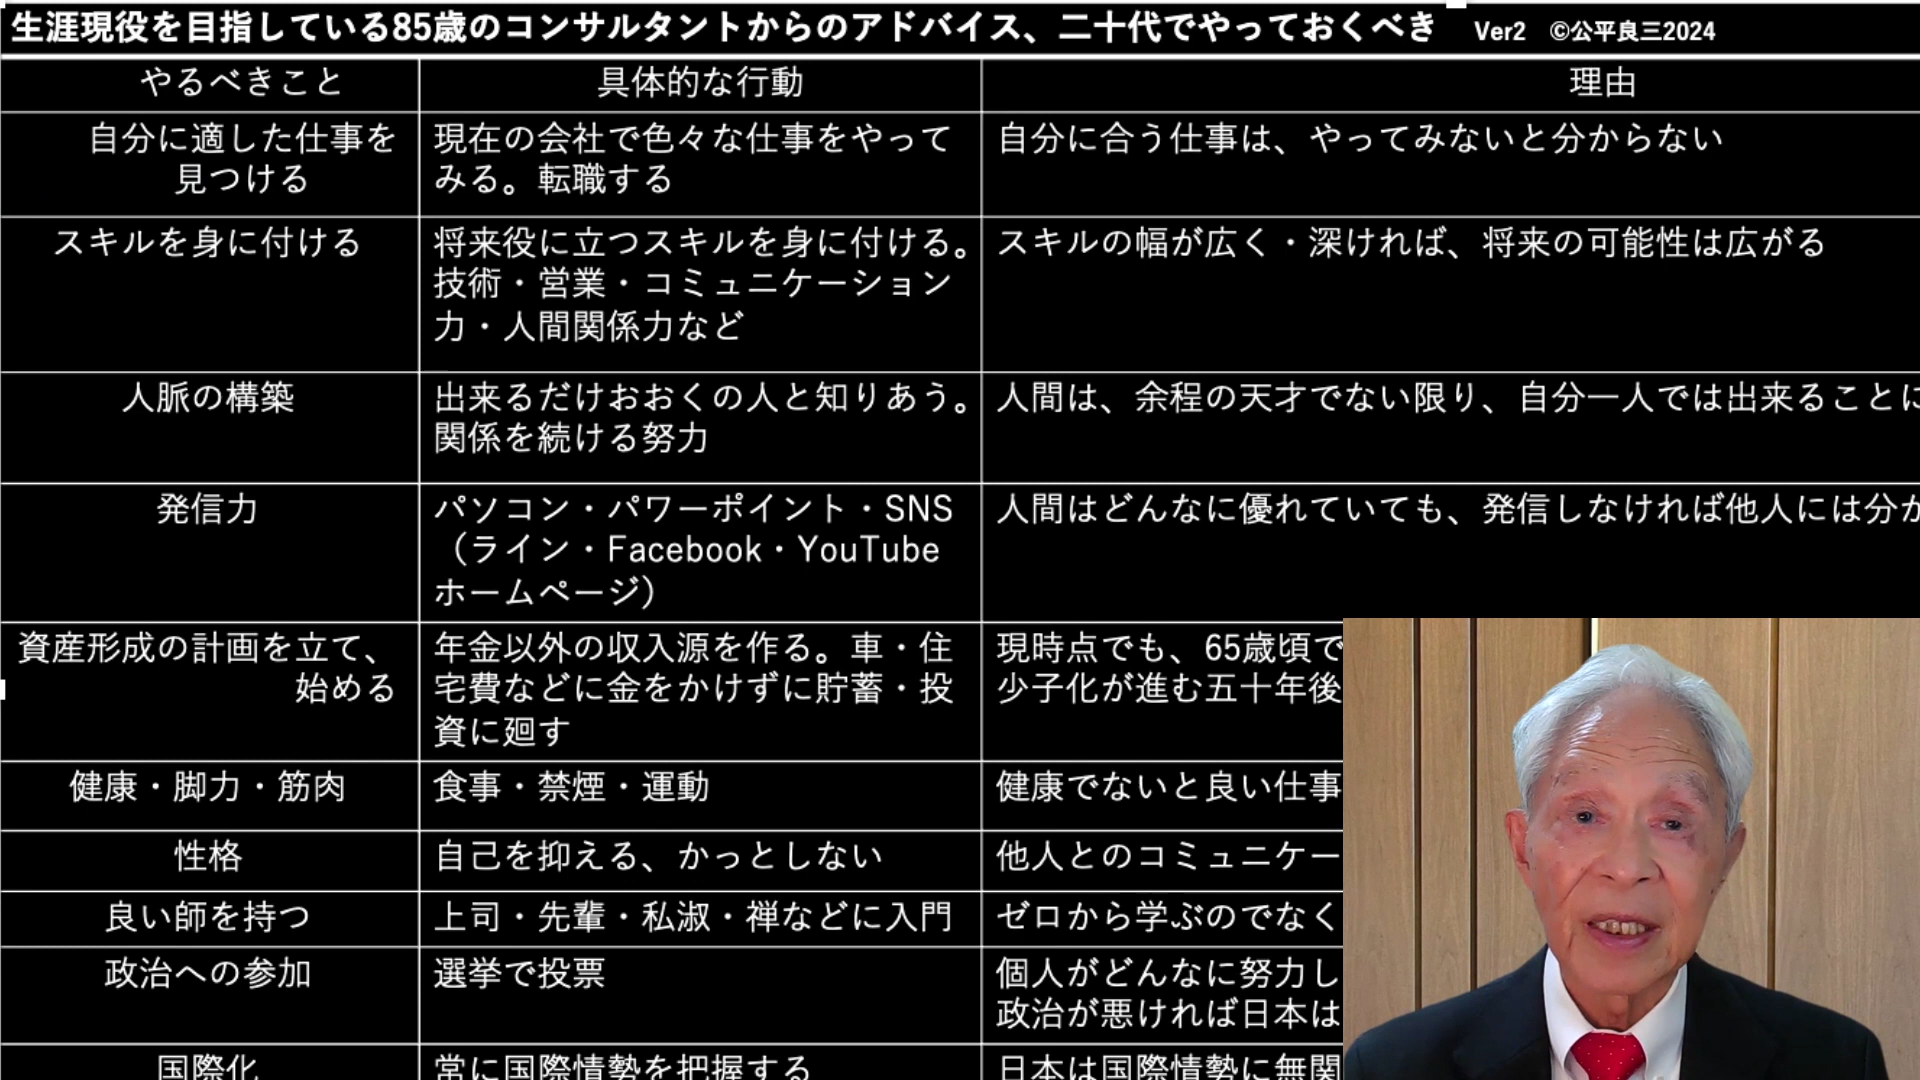 生涯現役を目指している85歳のコンサルタントからのアドバイス、二十代でやっておくべき Ver2 ©公平良三2024
やるべきこと 具体的な行動 理由
自分に適した仕事を
見つける
現在の会社で色々な仕事をやって
みる。転職する
自分に合う仕事は、やってみないと分からない
スキルを身に付ける
将来役に立つスキルを身に付ける。
技術・営業・コミュニケーション
力・人間関係力など
スキルの幅が広く・深ければ、将来の可能性は広がる
人脈の構築
出来るだけおおくの人と知りあう。
関係を続ける努力
人間は、余程の天才でない限り、自分一人では出来ることに
発信力
パソコン・パワーポイント・SNS
（ライン・Facebook・YouTube
ホームページ）
人間はどんなに優れていても、発信しなければ他人には分か
資産形成の計画を立て、
始める
年金以外の収入源を作る。車・住
宅費などに金をかけずに貯蓄・投
資に廻す
現時点でも、65歳頃で
少子化が進む五十年後
健康・脚力・筋肉
食事・禁煙・運動
健康でないと良い仕事
性格
自己を抑える、かっとしない
他人とのコミュニケー
良い師を持つ
上司・先輩・私淑・禅などに入門
ゼロから学ぶのでなく
政治への参加
選挙で投票
個人がどんなに努力し
政治が悪ければ日本は
国際化
常に国際情勢を把握する
日本は国際情勢に無関